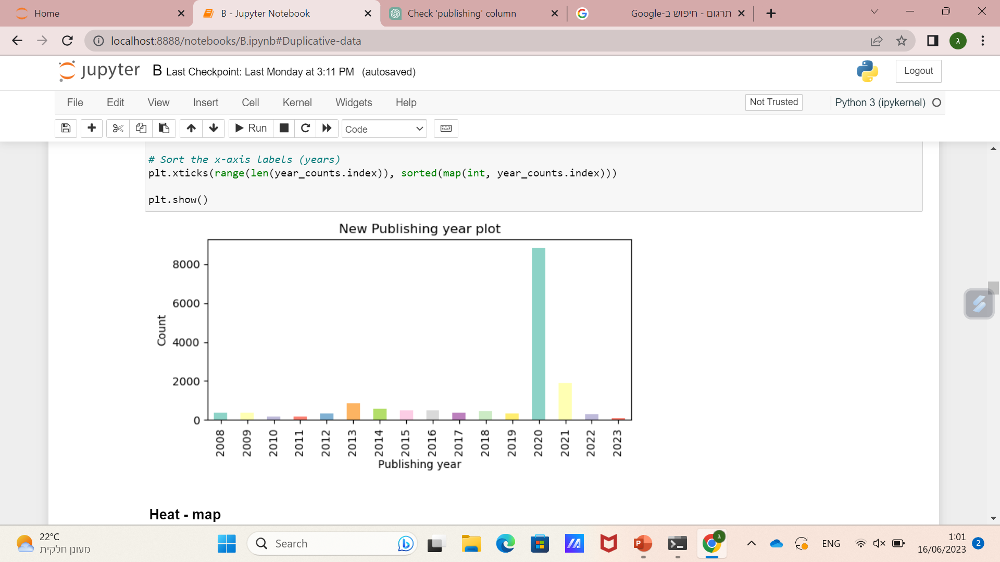 Home
B - Jupyter Notebook
Check 'publishing' column
תרגום - חיפוש ב-Google
localhost:8888/notebooks/B.ipynb#Duplicative-data
ג
jupyter B Last Checkpoint: Last Monday at 3:11 PM (autosaved)
Logout
File Edit View Insert Cell Kernel Widgets Help
Not Trusted
Python 3 (ipykernel)
Run
Code
# Sort the x-axis labels (years)
plt.xticks(range(len(year_counts.index)), sorted(map(int, year_counts.index)))
plt.show()
New Publishing year plot
8000
6000
4000
2000
0
Count
2008 2009 2010 2011 2012 2013 2014 2015 2016 2017 2018 2019 2020 2021 2022 2023
Publishing year
Heat - map
22°C
מעונן חלקית
Search
P
ג
ENG
1:01
16/06/2023
2